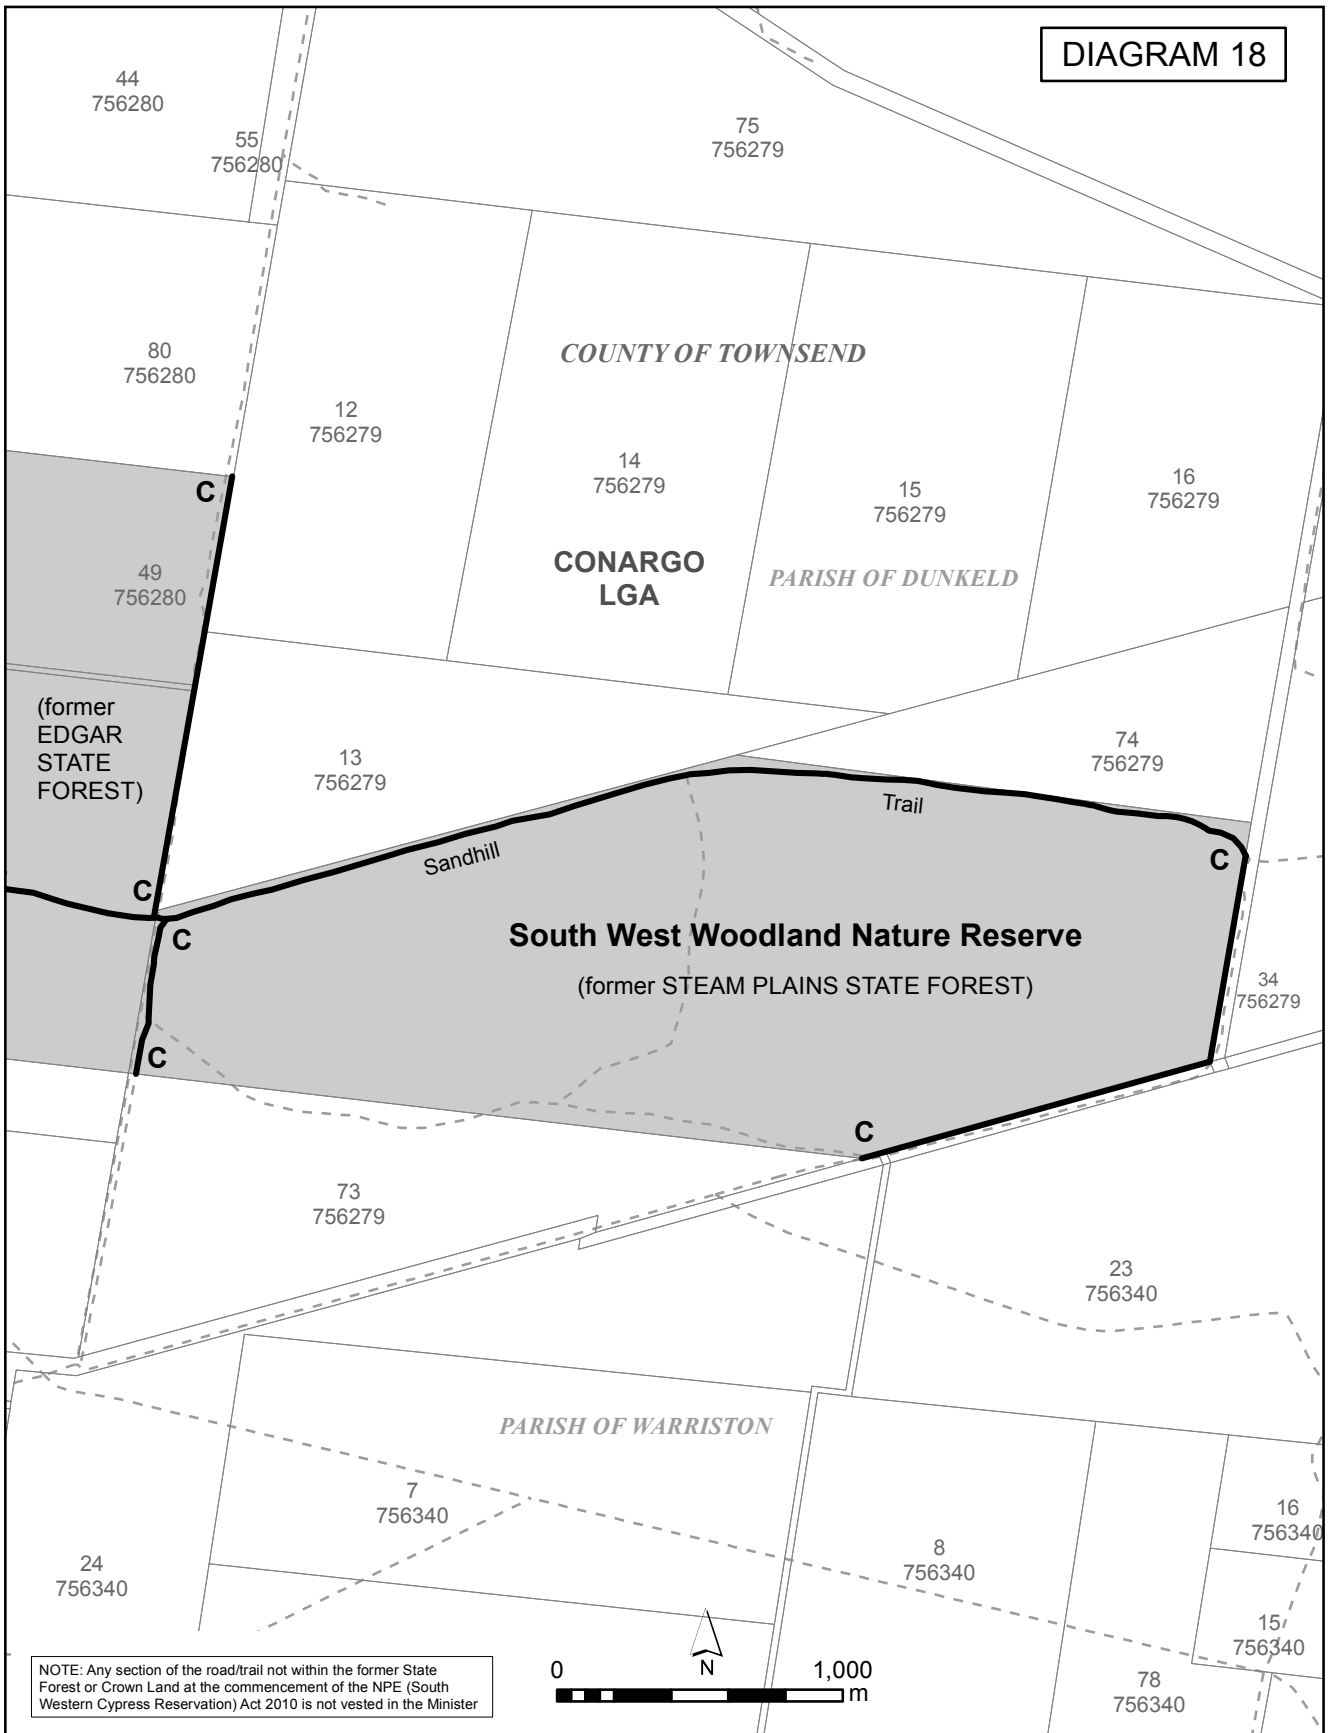 DIAGRAM 18
44
756280
55
756280
75
756279
80
756280
COUNTY OF TOWNSEND
12
756279
14
756279
15
756279
16
756279
C
49
756280
CONARGO
LGA
PARISH OF DUNKELD
(former
EDGAR
STATE
FOREST)
13
756279
74
756279
Trail
Sandhill
C
C
C
South West Woodland Nature Reserve
(former STEAM PLAINS STATE FOREST)
34
756279
C
C
73
756279
23
756340
PARISH OF WARRISTON
7
756340
16
756340
24
756340
8
756340
15
756340
78
756340
NOTE: Any section of the road/trail not within the former State
Forest or Crown Land at the commencement of the NPE (South
Western Cypress Reservation) Act 2010 is not vested in the Minister
N
0
1,000
m